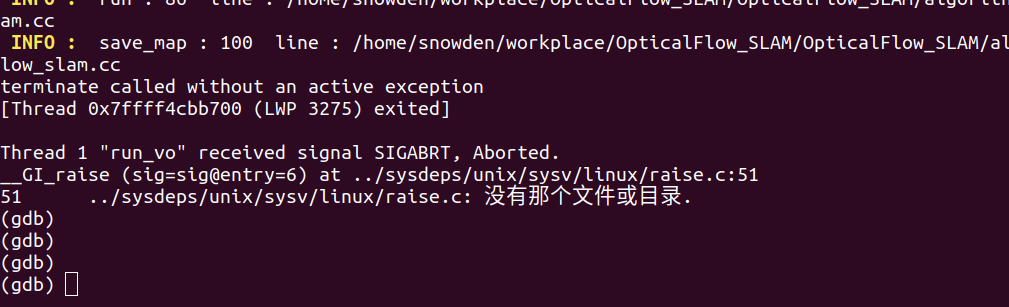 INFO : run : 80 line : /home/snowden/workplace/OpticalFlow_SLAM/OpticalFlow_SLAM/algorith
am.cc
INFO : save_map : 100 line : /home/snowden/workplace/OpticalFlow_SLAM/OpticalFlow_SLAM/al
low_slam.cc
terminate called without an active exception
[Thread 0x7ffff4cbb700 (LWP 3275) exited]
Thread 1 "run_vo" received signal SIGABRT, Aborted.
__GI_raise (sig=sig@entry=6) at ../sysdeps/unix/sysv/linux/raise.c:51
51 ../sysdeps/unix/sysv/linux/raise.c: 没有那个文件或目录.
(gdb)
(gdb)
(gdb)
(gdb)